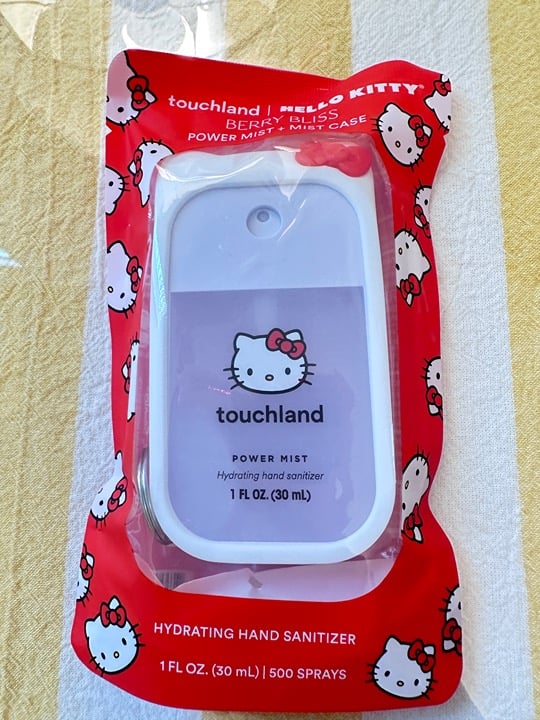 touchland | HELLO KITTY®
BERRY BLISS
POWER MIST + MIST CASE
touchland
POWER MIST
Hydrating hand sanitizer
1 FL OZ. (30 mL)
HYDRATING HAND SANITIZER
1 FL OZ. (30 mL) | 500 SPRAYS